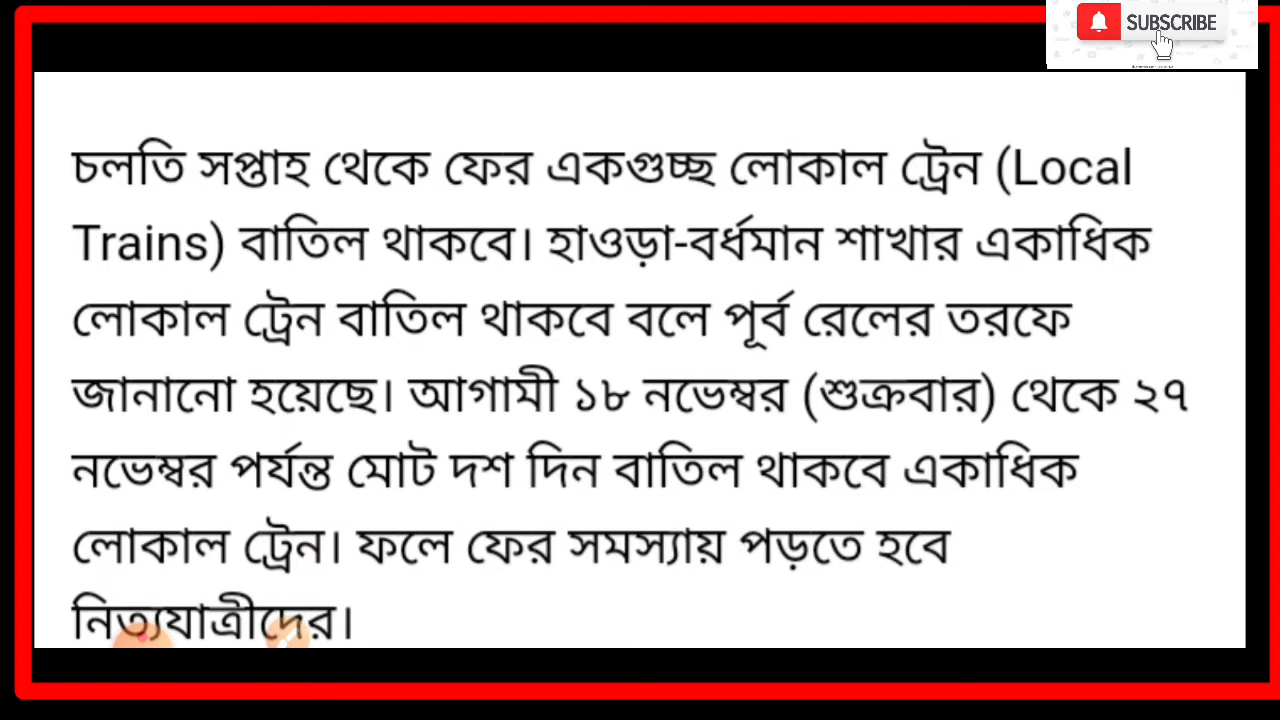 SUBSCRIBE
চলতি সপ্তাহ থেকে ফের একগুচ্ছ লোকাল ট্রেন (Local
Trains) বাতিল থাকবে। হাওড়া-বর্ধমান শাখার একাধিক
লোকাল ট্রেন বাতিল থাকবে বলে পূর্ব রেলের তরফে
জানানো হয়েছে। আগামী ১৮ নভেম্বর (শুক্রবার) থেকে ২৭
নভেম্বর পর্যন্ত মোট দশ দিন বাতিল থাকবে একাধিক
লোকাল ট্রেন। ফলে ফের সমস্যায় পড়তে হবে
নিত্যযাত্রীদের।